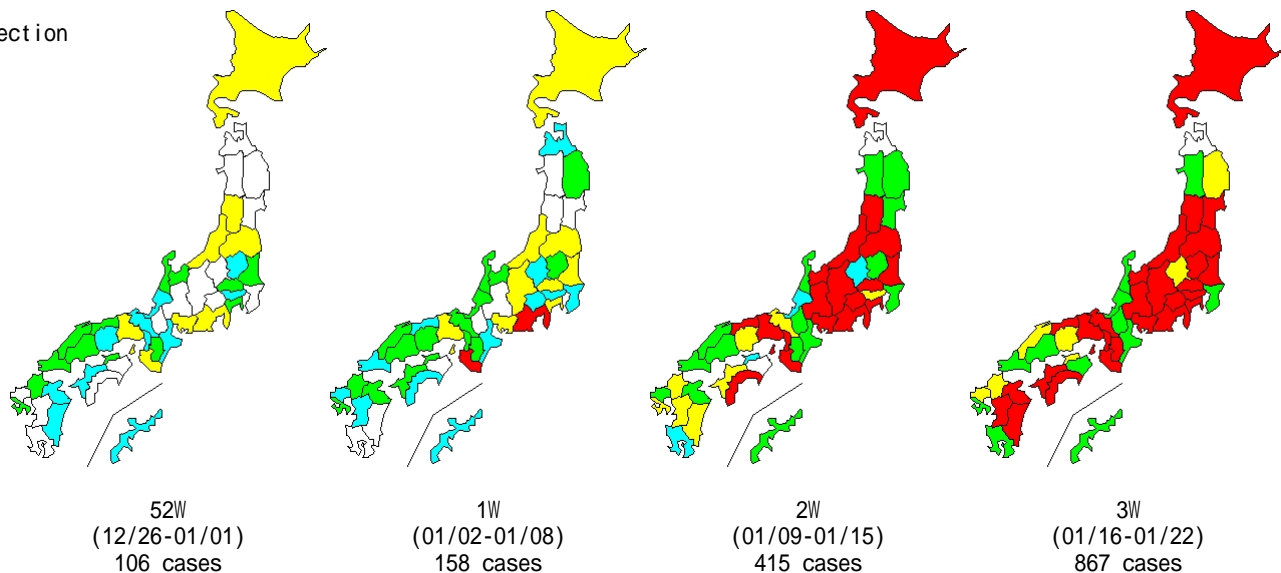 ection
52W
(12/26-01/01)
106 cases
1W
(01/02-01/08)
158 cases
2W
(01/09-01/15)
415 cases
3W
(01/16-01/22)
867 cases